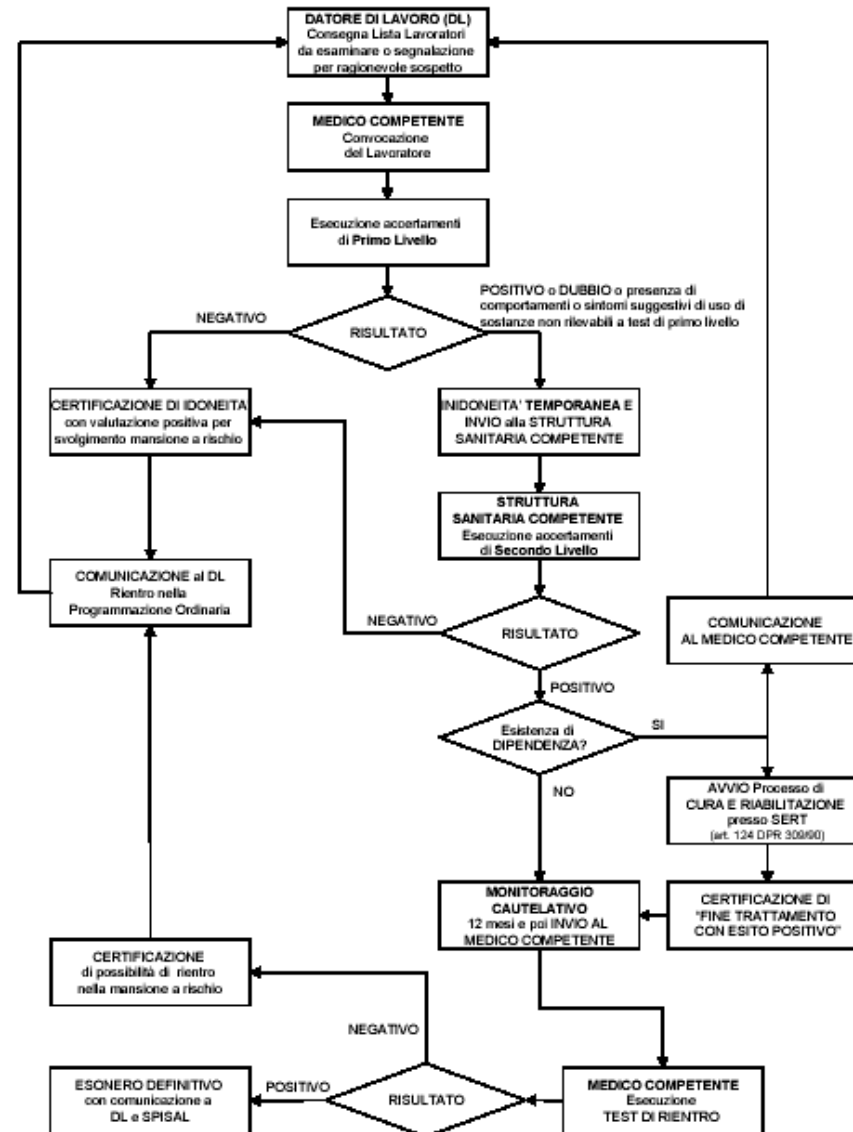 DATORE DI LAVORO (DL)
Consegna Lista Lavoratori
da esaminare o segnalazione
per ragionevole sospetto
MEDICO COMPETENTE
Convocazione
del Lavoratore
Esecuzione accertamenti
di Primo Livello
POSITIVO o DUBBIO o presenza di
comportamenti o sintomi suggestivi di uso di
sostanze non rilevabili a test di primo livello
NEGATIVO
RISULTATO
CERTIFICAZIONE DI IDONEITA'
con valutazione positiva per
svolgimento mansione a rischio
INIDONEITA' TEMPORANEA E
INVIO alla STRUTTURA
SANITARIA COMPETENTE
STRUTTURA
SANITARIA COMPETENTE
Esecuzione accertamenti
di Secondo Livello
COMUNICAZIONE al DL
Rientro nella
Programmazione Ordinaria
NEGATIVO
RISULTATO
COMUNICAZIONE
AL MEDICO COMPETENTE
POSITIVO
Esistenza di
DIPENDENZA?
SI
NO
AVVIO Processo di
CURA E RIABILITAZIONE
presso SERT
(art. 124 DPR 309/90)
MONITORAGGIO
CAUTELATIVO
12 mesi e poi INVIO AL
MEDICO COMPETENTE
CERTIFICAZIONE DI
"FINE TRATTAMENTO
CON ESITO POSITIVO"
CERTIFICAZIONE
di possibilità di rientro
nella mansione a rischio
NEGATIVO
ESONERO DEFINITIVO
con comunicazione a
DL e SPISAL
POSITIVO
RISULTATO
MEDICO COMPETENTE
Esecuzione
TEST DI RIENTRO